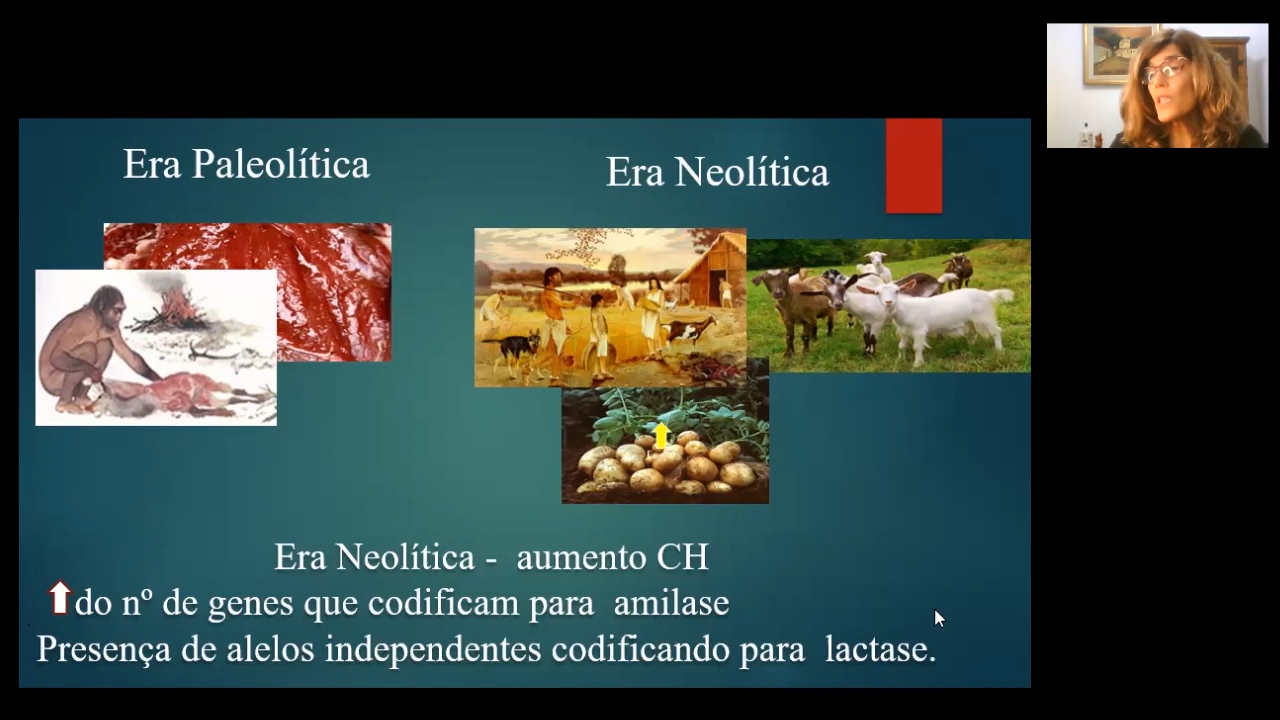 Era Paleolítica
Era Neolítica
Era Neolítica - aumento CH
do nº de genes que codificam para amilase
Presença de alelos independentes codificando para lactase.